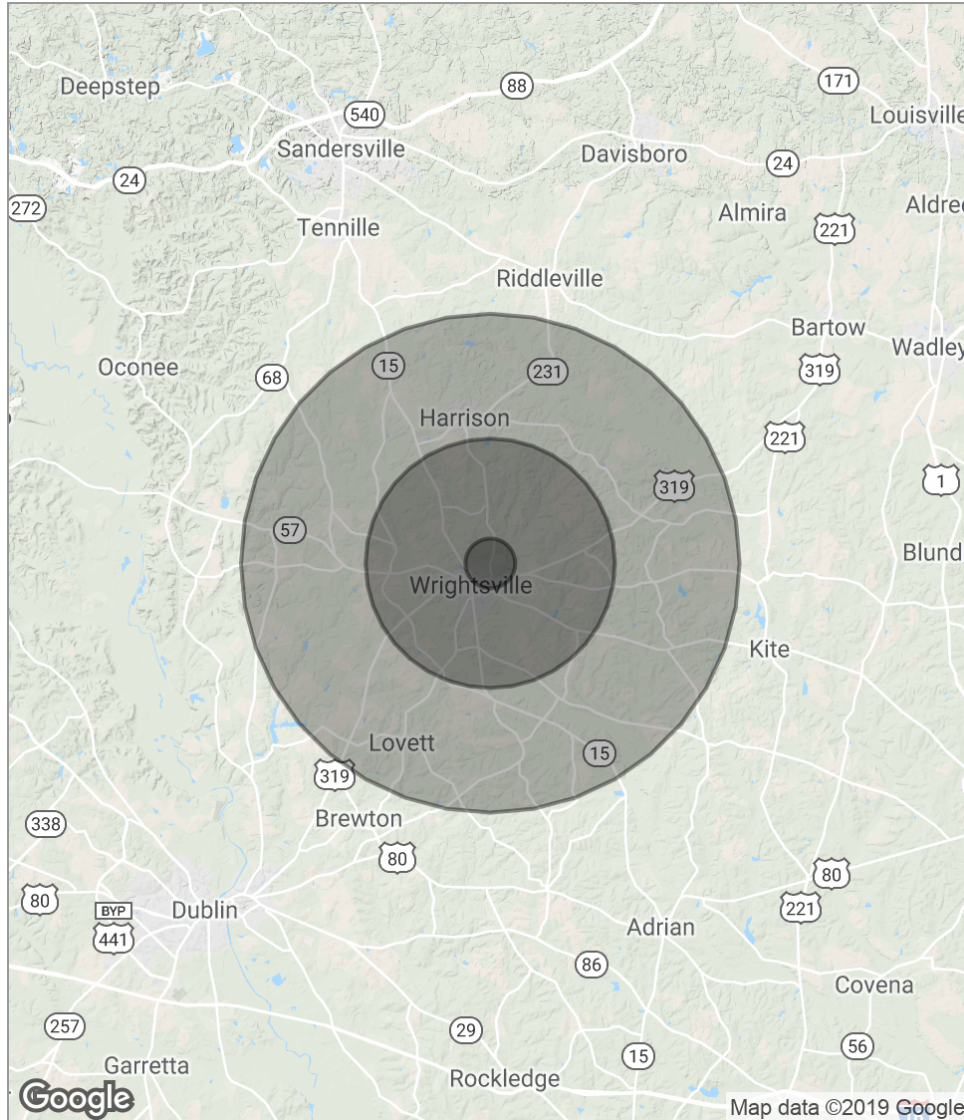 Deepstep
88
171
540
Louisville
Sandersville
Davisboro
24
24
272
Almira
Aldre
Tennille
221
Riddleville
Bartow
Wadley
Oconee
15
231
319
68
Harrison
221
319
1
57
Blund
Wrightsville
Kite
Lovett
15
319
Brewton
338
80
80
80
BYP
441
Dublin
221
Adrian
86
Covena
257
29
56
15
Garretta
Rockledge
Google
Map data ©2019 Google